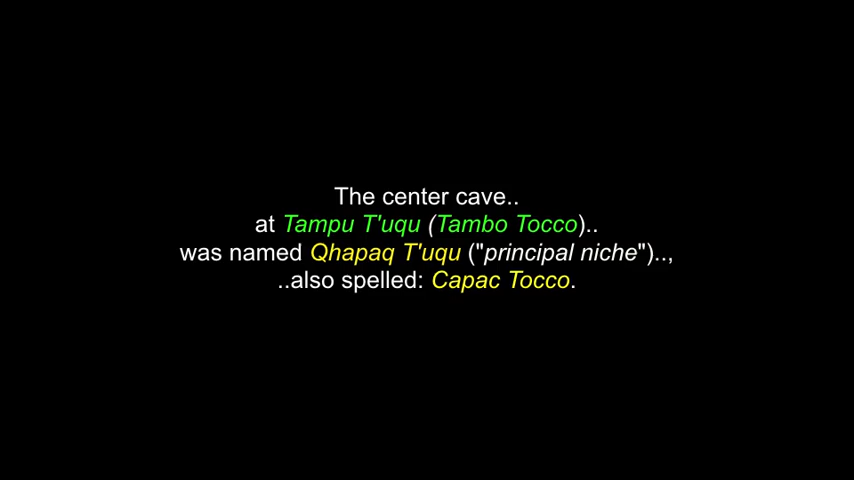 The center cave..
at Tampu T'uqu (Tambo Tocco)..
was named Qhapaq T'uqu ("principal niche")..,
..also spelled: Capac Tocco.